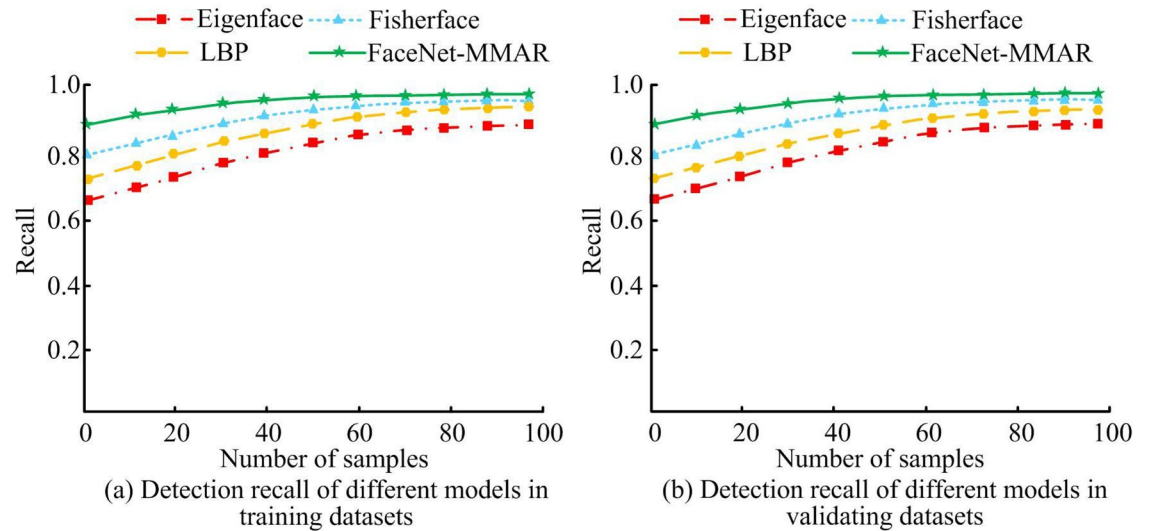 Eigenface Fisherface
LBP FaceNet-MMAR
1.0
0.8
0.6
0.4
0.2
Recall
0 20 40 60 80 100
Number of samples
(a) Detection recall of different models in
training datasets
Eigenface Fisherface
LBP FaceNet-MMAR
1.0
0.8
0.6
0.4
0.2
Recall
0 20 40 60 80 100
Number of samples
(b) Detection recall of different models in
validating datasets